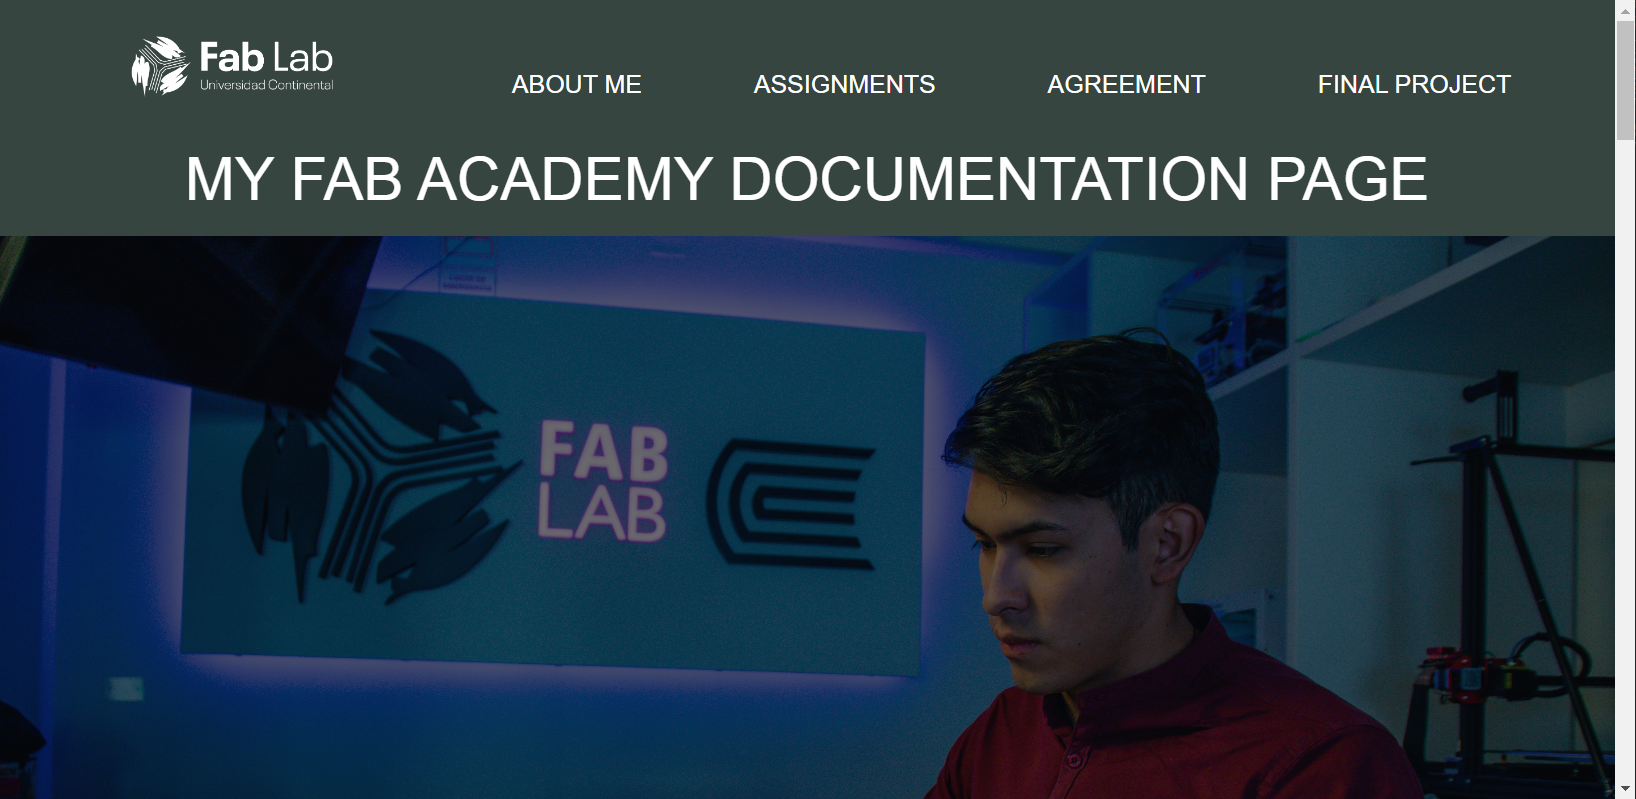 Fab Lab
Universidad Continental
ABOUT ME
ASSIGNMENTS
AGREEMENT
FINAL PROJECT
MY FAB ACADEMY DOCUMENTATION PAGE
FAB
LAB